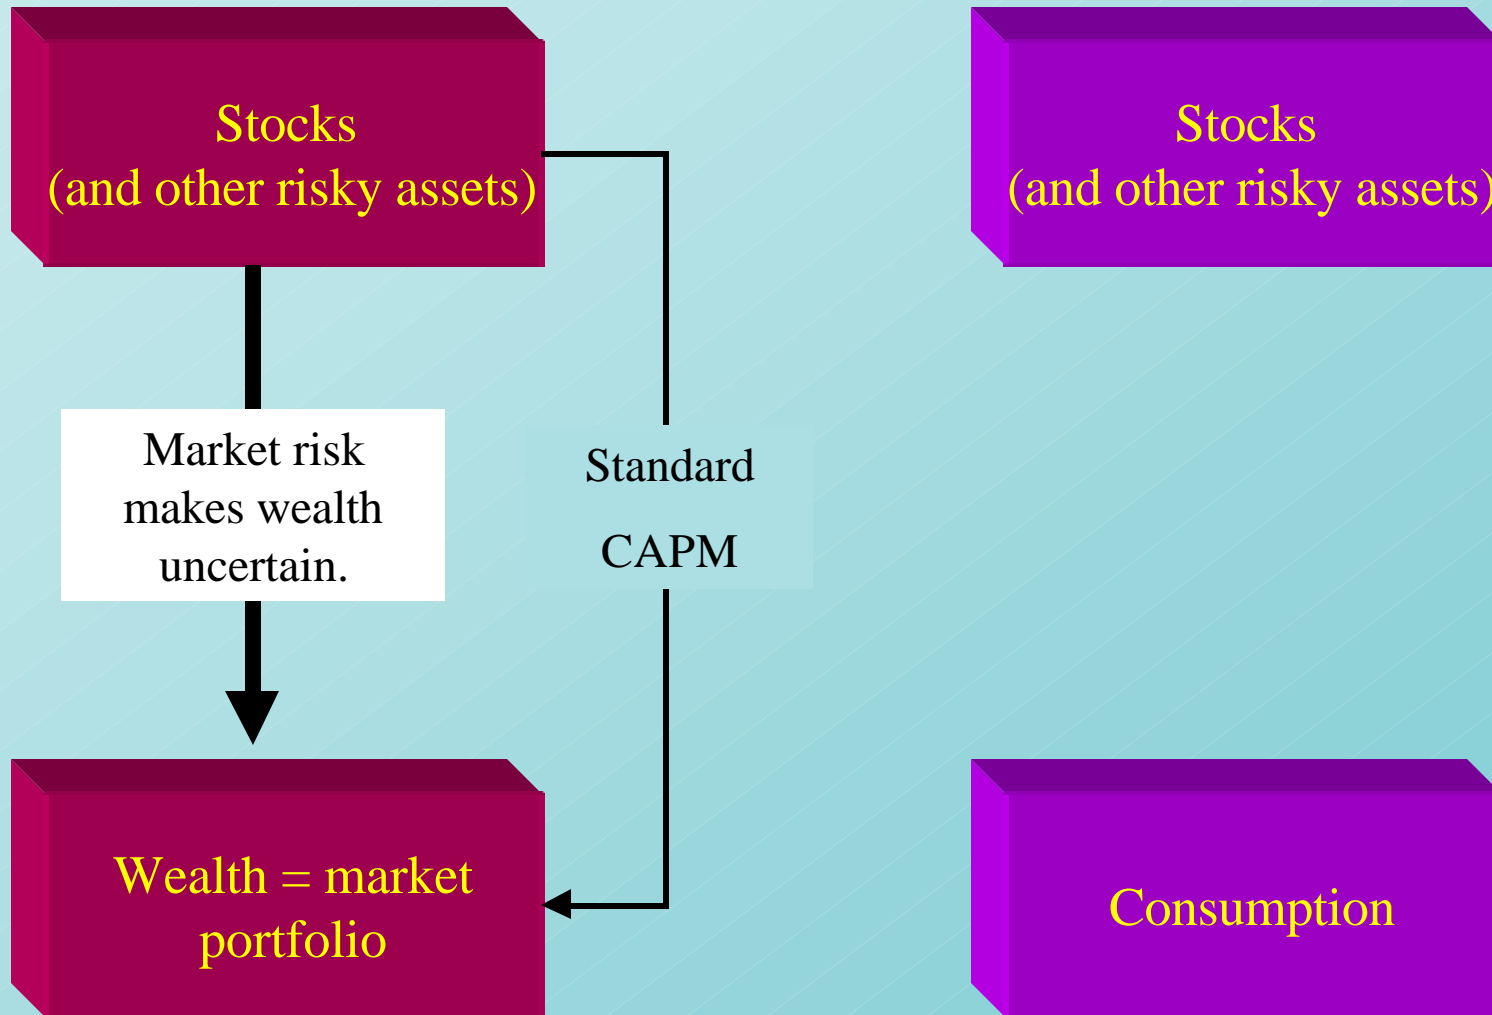 Stocks
(and other risky assets)
Stocks
(and other risky assets)
Market risk
makes wealth
uncertain.
Standard
CAPM
Wealth = market
portfolio
Consumption